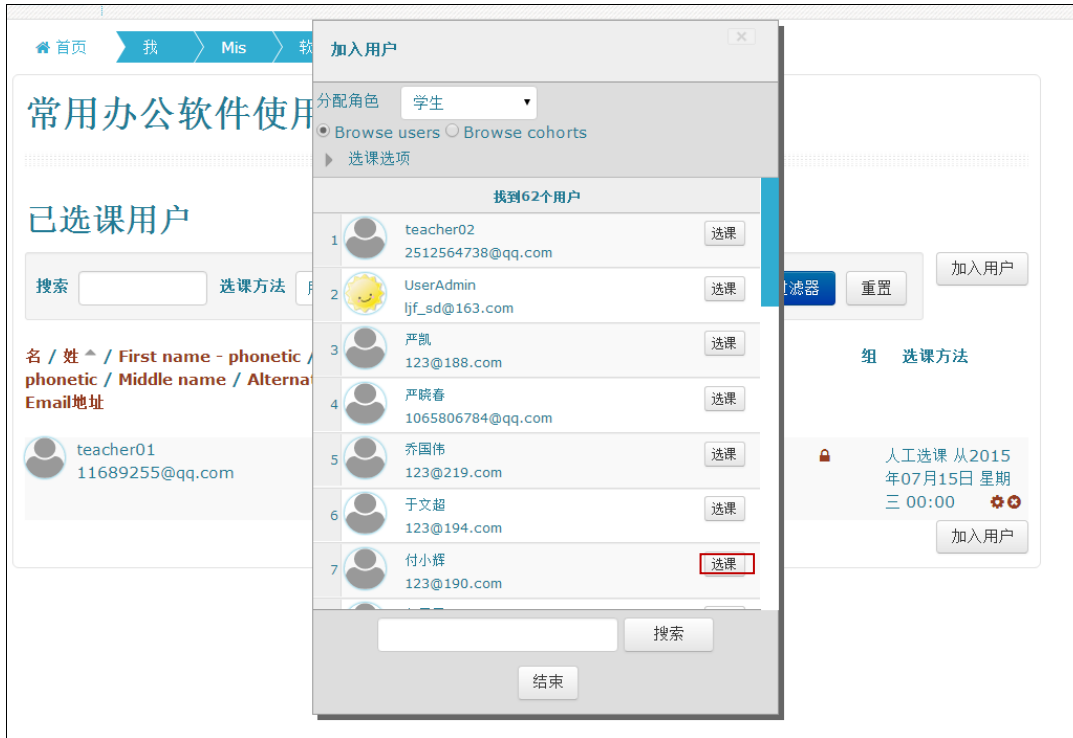 首页 我 Mis 软
加入用户
分配角色 学生
Browse users Browse cohorts
选课选项
找到62个用户
1 teacher02 选课
2512564738@qq.com
2 UserAdmin 选课
ljf_sd@163.com
3 严凯 选课
123@188.com
4 严晓春 选课
1065806784@qq.com
5 乔国伟 选课
123@219.com
6 于文超 选课
123@194.com
7 付小辉 选课
123@190.com
搜索
结束
常用办公软件使用
已选课用户
搜索 选课方法 过滤器 重置
加入用户
名 / 姓 / First name - phonetic /
phonetic / Middle name / Alternat
Email地址
组 选课方法
teacher01
11689255@qq.com
人工选课 从2015
年07月15日 星期
三 00:00
加入用户